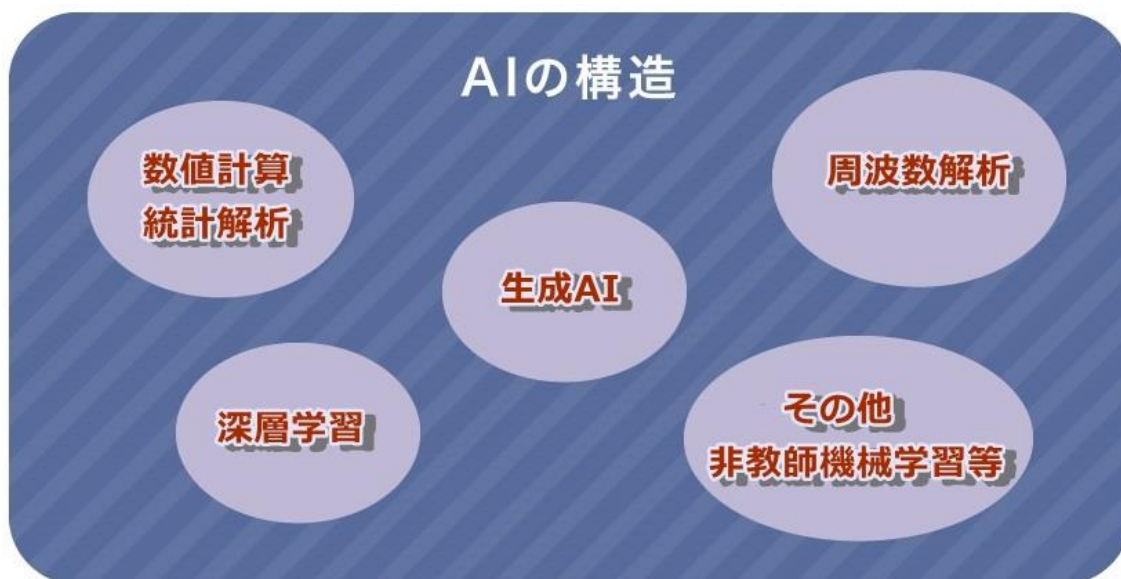 AIの構造
数値計算
統計解析
周波数解析
生成AI
深層学習
その他
非教師機械学習等